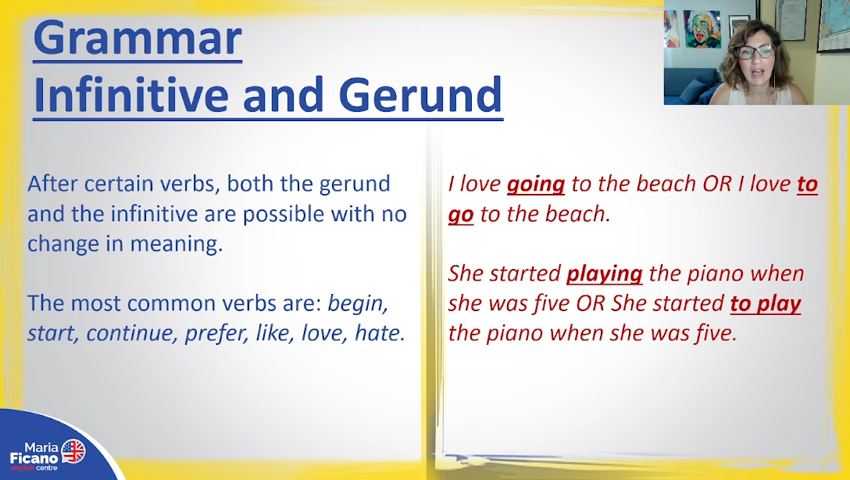 Grammar
Infinitive and Gerund
After certain verbs, both the gerund
and the infinitive are possible with no
change in meaning.
The most common verbs are: begin,
start, continue, prefer, like, love, hate.
I love going to the beach OR I love to
go to the beach.
She started playing the piano when
she was five OR She started to play
the piano when she was five.
Maria
Ficano
english centre